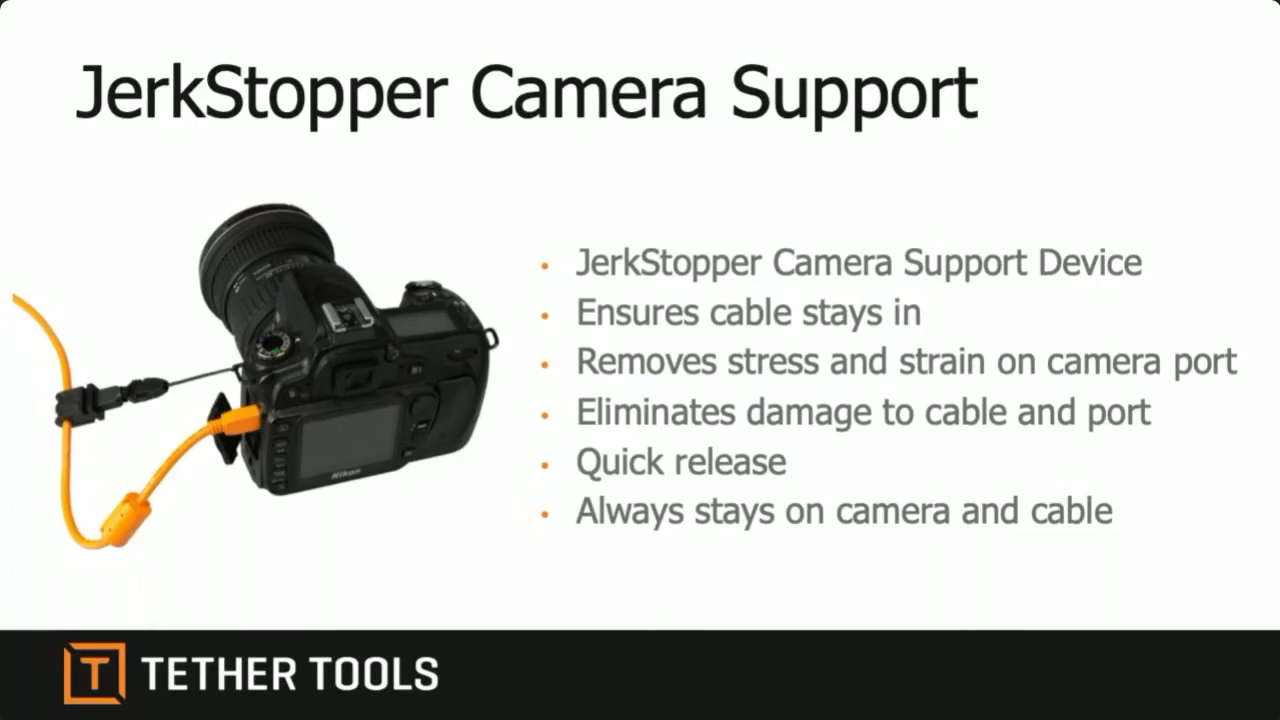 JerkStopper Camera Support
JerkStopper Camera Support Device
Ensures cable stays in
Removes stress and strain on camera port
Eliminates damage to cable and port
Quick release
Always stays on camera and cable
Nikon
T TETHER TOOLS